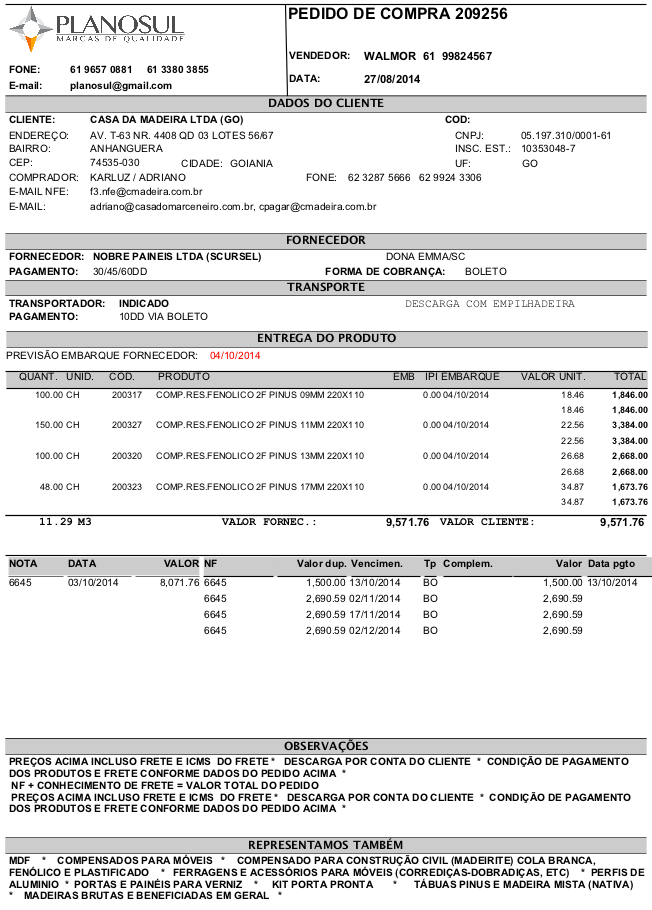 PLANOSUL
MARCAS DE QUALIDADE
FONE: 61 9657 0881 61 3380 3855
E-mail: planosul@gmail.com
PEDIDO DE COMPRA 209256
VENDEDOR: WALMOR 61 99824567
DATA: 27/08/2014
DADOS DO CLIENTE
CLIENTE: CASA DA MADEIRA LTDA (GO) COD:
ENDEREÇO: AV. T-63 NR. 4408 QD 03 LOTES 56/67 CNPJ: 05.197.310/0001-61
BAIRRO: ANHANGUERA INSC. EST.: 10353048-7
CEP: 74535-030 CIDADE: GOIANIA UF: GO
COMPRADOR: KARLUZ / ADRIANO FONE: 62 3287 5666 62 9924 3306
E-MAIL NFE: f3.nfe@cmadeira.com.br
E-MAIL: adriano@casadomarceneiro.com.br, cpagar@cmadeira.com.br
FORNECEDOR
FORNECEDOR: NOBRE PAINEIS LTDA (SCURSEL) DONA EMMA/SC
PAGAMENTO: 30/45/60DD FORMA DE COBRANÇA: BOLETO
TRANSPORTE
TRANSPORTADOR: INDICADO DESCARGA COM EMPILHADEIRA
PAGAMENTO: 10DD VIA BOLETO
ENTREGA DO PRODUTO
PREVISÃO EMBARQUE FORNECEDOR: 04/10/2014
QUANT. UNID. CÓD. PRODUTO EMB IPI EMBARQUE VALOR UNIT. TOTAL
100.00 CH 200317 COMP.RES.FENOLICO 2F PINUS 09MM 220X110 0.00 04/10/2014 18.46 1,846.00
18.46 1,846.00
150.00 CH 200327 COMP.RES.FENOLICO 2F PINUS 11MM 220X110 0.00 04/10/2014 22.56 3,384.00
22.56 3,384.00
100.00 CH 200320 COMP.RES.FENOLICO 2F PINUS 13MM 220X110 0.00 04/10/2014 26.68 2,668.00
26.68 2,668.00
48.00 CH 200323 COMP.RES.FENOLICO 2F PINUS 17MM 220X110 0.00 04/10/2014 34.87 1,673.76
34.87 1,673.76
11.29 M3 VALOR FORNEC.: 9,571.76 VALOR CLIENTE: 9,571.76
NOTA DATA VALOR NF Valor dup. Vencimen. Tp Complem. Valor Data pgto
6645 03/10/2014 8,071.76 6645 1,500.00 13/10/2014 BO 1,500.00 13/10/2014
6645 2,690.59 02/11/2014 BO 2,690.59
6645 2,690.59 17/11/2014 BO 2,690.59
6645 2,690.59 02/12/2014 BO 2,690.59
OBSERVAÇÕES
PREÇOS ACIMA INCLUSO FRETE E ICMS DO FRETE * DESCARGA POR CONTA DO CLIENTE * CONDIÇÃO DE PAGAMENTO
DOS PRODUTOS E FRETE CONFORME DADOS DO PEDIDO ACIMA *
NF + CONHECIMENTO DE FRETE = VALOR TOTAL DO PEDIDO
PREÇOS ACIMA INCLUSO FRETE E ICMS DO FRETE * DESCARGA POR CONTA DO CLIENTE * CONDIÇÃO DE PAGAMENTO
DOS PRODUTOS E FRETE CONFORME DADOS DO PEDIDO ACIMA *
REPRESENTAMOS TAMBÉM
MDF * COMPENSADOS PARA MÓVEIS * COMPENSADO PARA CONSTRUÇÃO CIVIL (MADEIRITE) COLA BRANCA,
FENÓLICO E PLASTIFICADO * FERRAGENS E ACESSÓRIOS PARA MÓVEIS (CORREDIÇAS-DOBRADIÇAS, ETC) * PERFIS DE
ALUMINIO * PORTAS E PAINÉIS PARA VERNIZ * KIT PORTA PRONTA * TÁBUAS PINUS E MADEIRA MISTA (NATIVA)
* MADEIRAS BRUTAS E BENEFICIADAS EM GERAL *